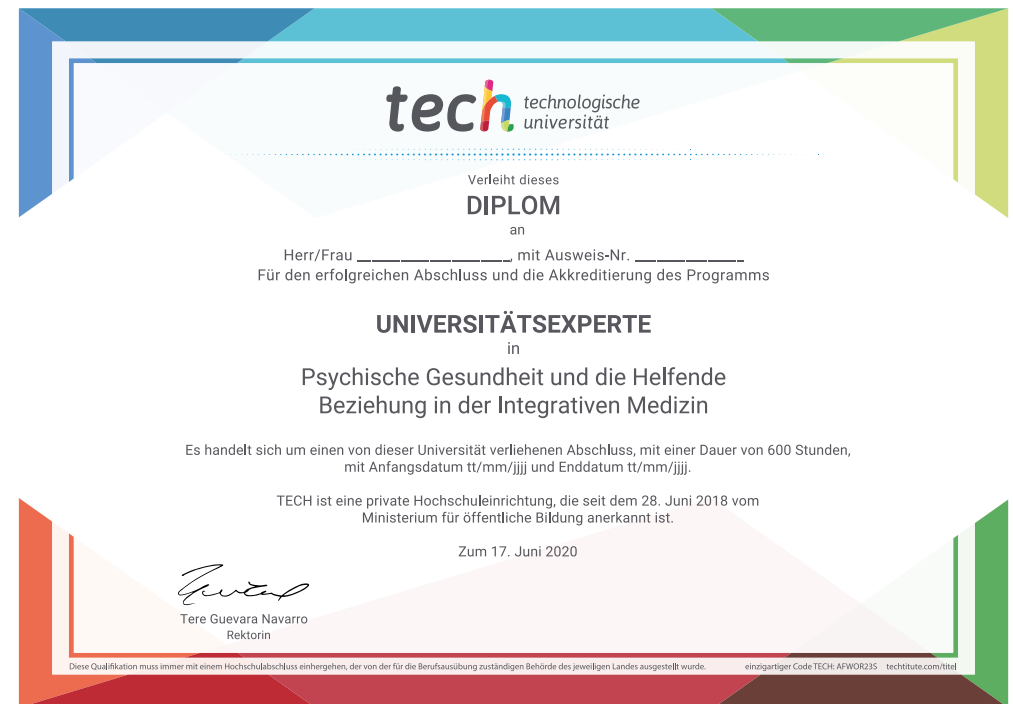 tech technologische
universität
Verleiht dieses
DIPLOM
an
Herr/Frau ____________________, mit Ausweis-Nr. ______________
Für den erfolgreichen Abschluss und die Akkreditierung des Programms
UNIVERSITÄTSEXPERTE
in
Psychische Gesundheit und die Helfende
Beziehung in der Integrativen Medizin
Es handelt sich um einen von dieser Universität verliehenen Abschluss, mit einer Dauer von 600 Stunden,
mit Anfangsdatum tt/mm/jjjj und Enddatum tt/mm/jjjj.
TECH ist eine private Hochschuleinrichtung, die seit dem 28. Juni 2018 vom
Ministerium für öffentliche Bildung anerkannt ist.
Zum 17. Juni 2020
Tere Guevara Navarro
Rektorin
Diese Qualifikation muss immer mit einem Hochschulabschluss einhergehen, der von der für die Berufsausübung zuständigen Behörde des jeweiligen Landes ausgestellt wurde. einzigartiger Code TECH: AFWOR23S techtitute.com/titel